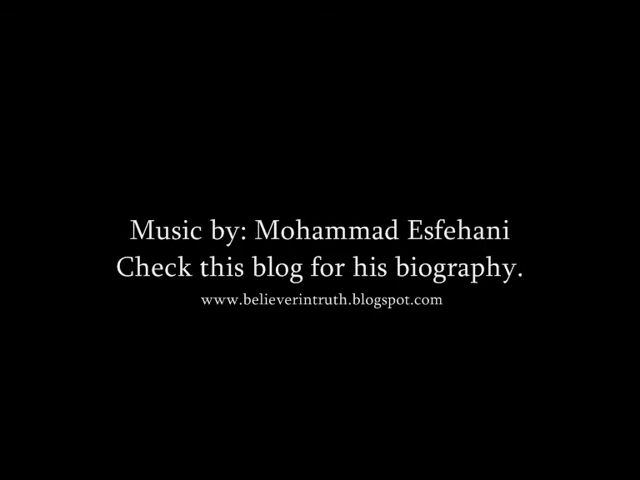 Music by: Mohammad Esfehani
Check this blog for his biography.
www.believerintruth.blogspot.com